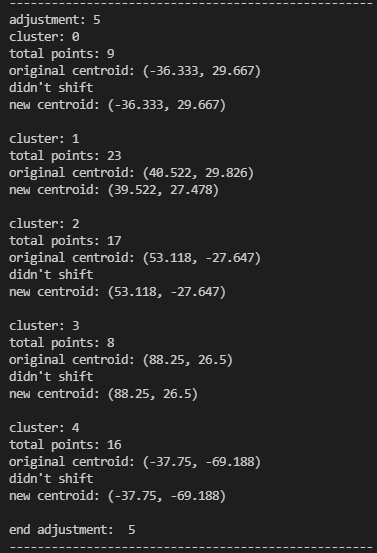 adjustment: 5
cluster: 0
total points: 9
original centroid: (-36.333, 29.667)
didn't shift
new centroid: (-36.333, 29.667)
cluster: 1
total points: 23
original centroid: (40.522, 29.826)
new centroid: (39.522, 27.478)
cluster: 2
total points: 17
original centroid: (53.118, -27.647)
didn't shift
new centroid: (53.118, -27.647)
cluster: 3
total points: 8
original centroid: (88.25, 26.5)
didn't shift
new centroid: (88.25, 26.5)
cluster: 4
total points: 16
original centroid: (-37.75, -69.188)
didn't shift
new centroid: (-37.75, -69.188)
end adjustment:  5